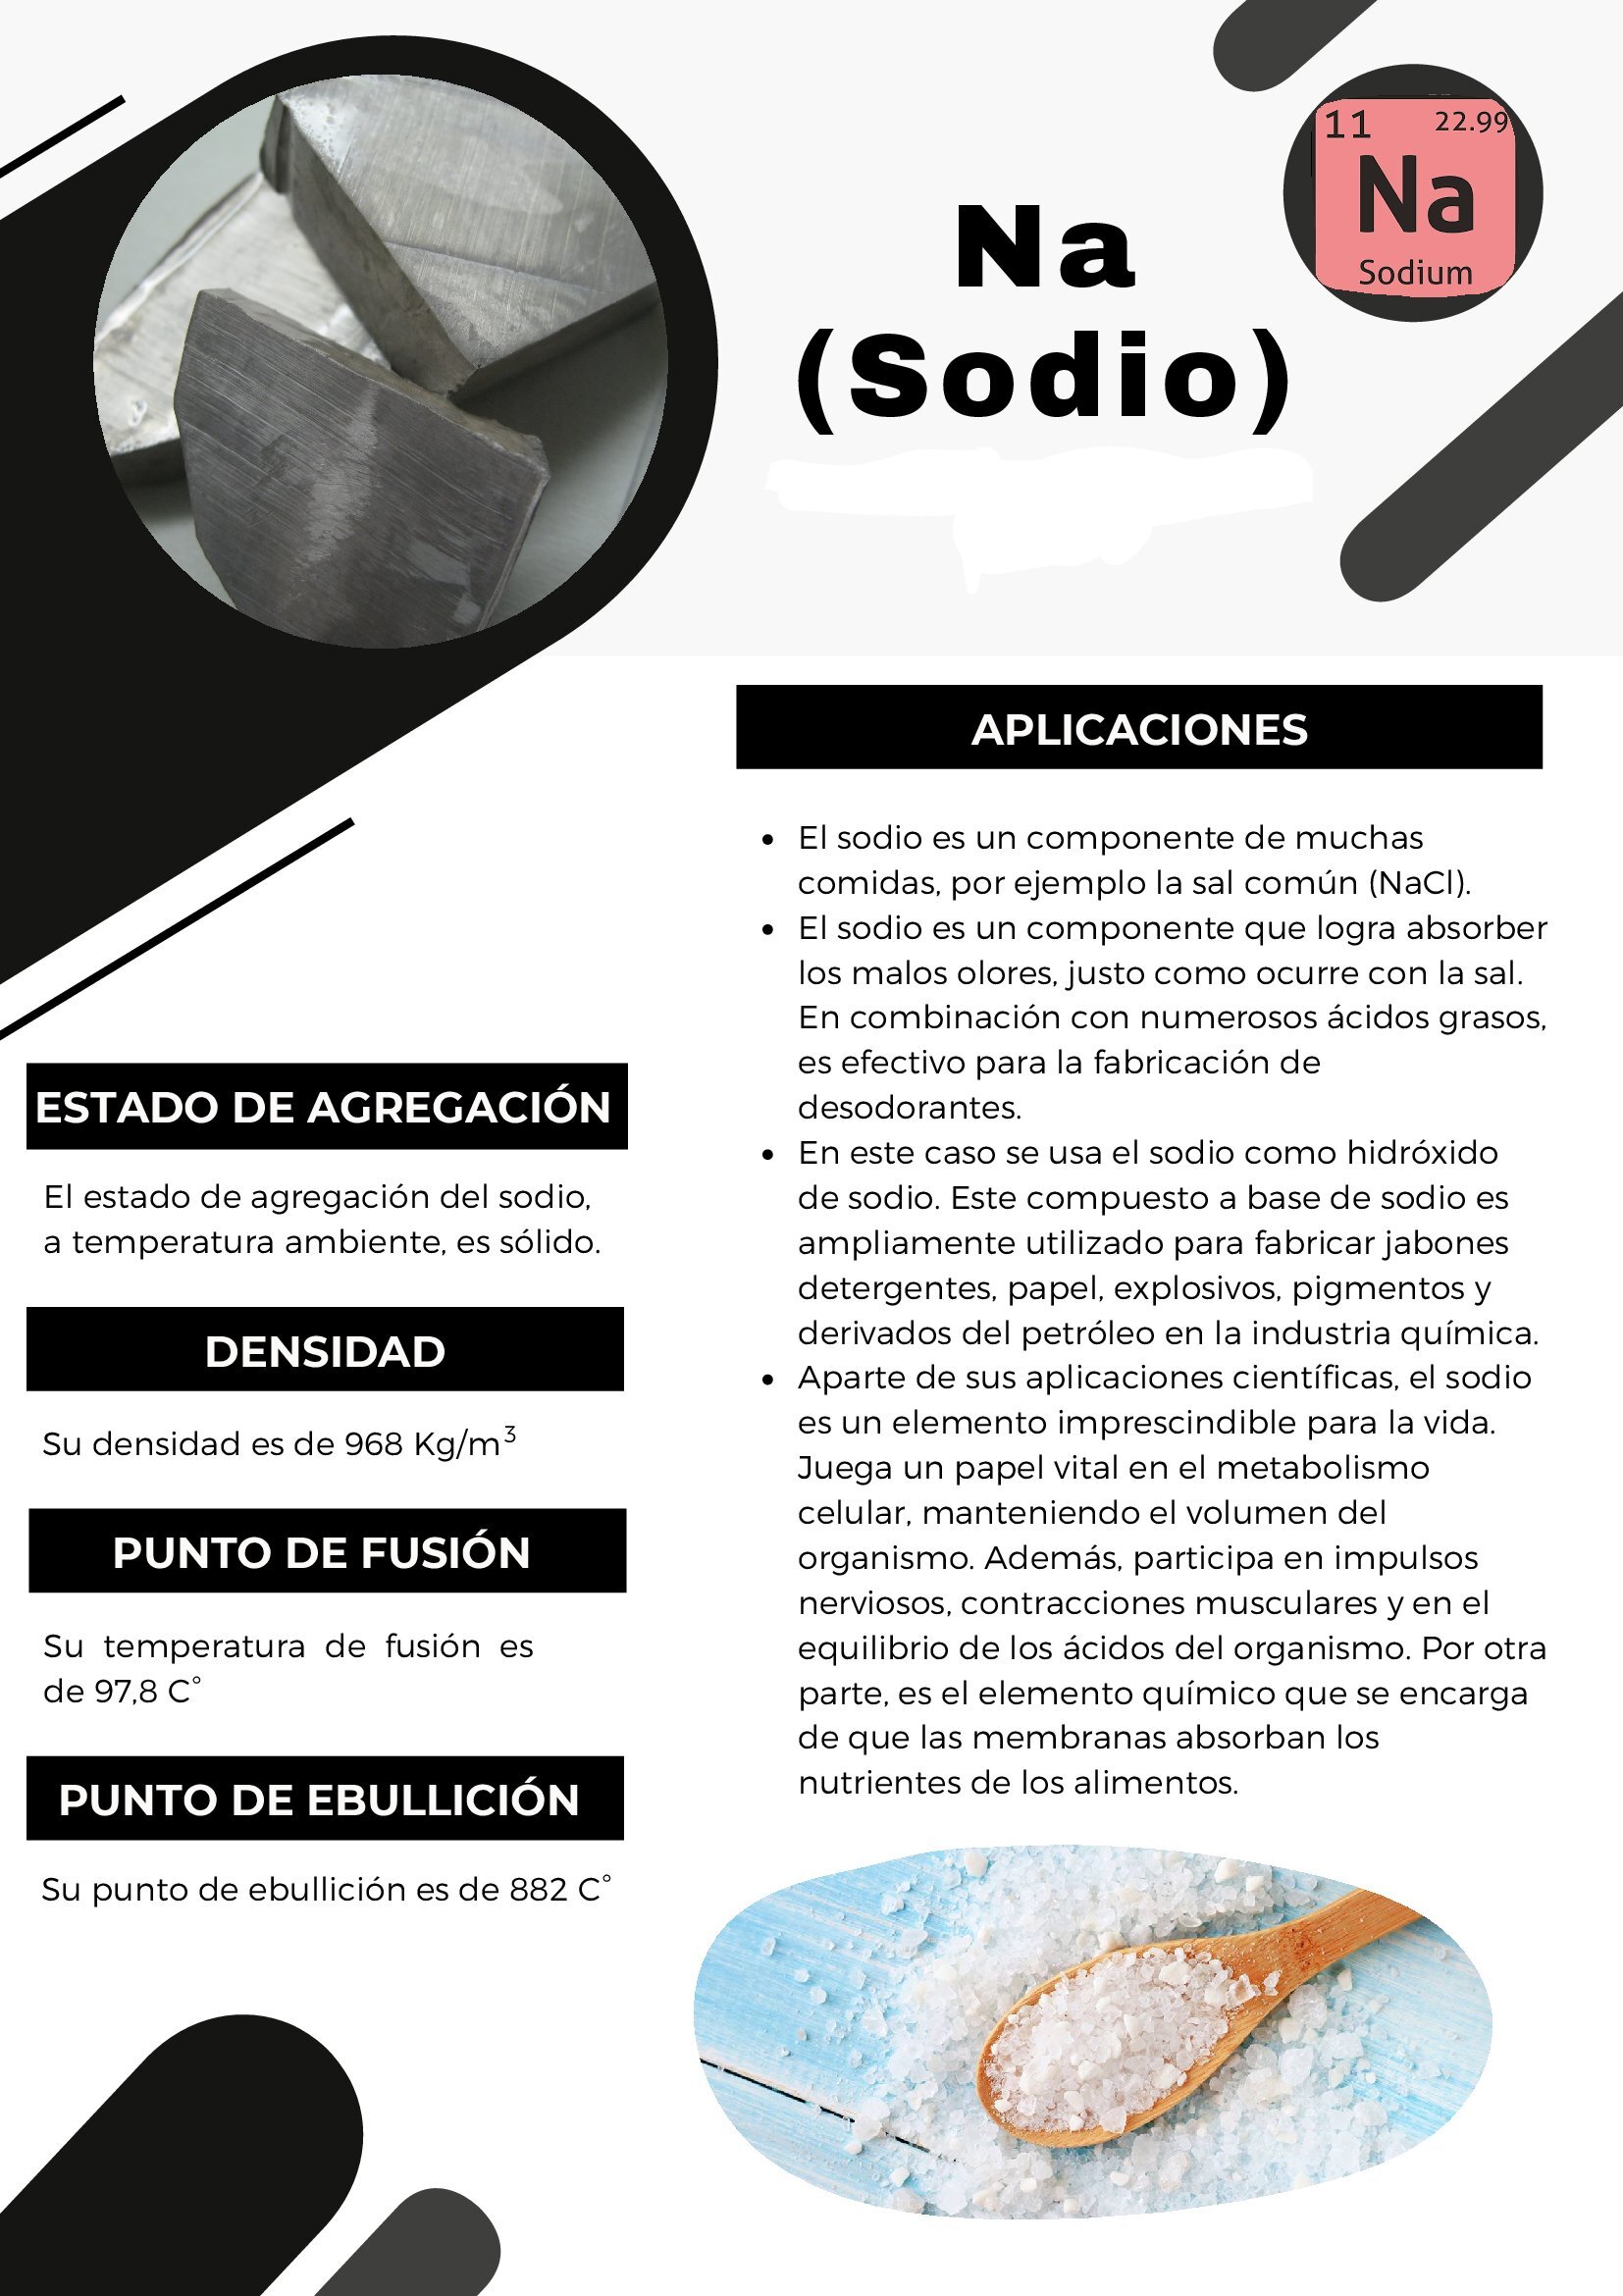 11 22.99
Na
Sodium
Na
(Sodio)
APLICACIONES
• El sodio es un componente de muchas
comidas, por ejemplo la sal común (NaCl).
• El sodio es un componente que logra absorber
los malos olores, justo como ocurre con la sal.
En combinación con numerosos ácidos grasos,
es efectivo para la fabricación de
desodorantes.
• En este caso se usa el sodio como hidróxido
de sodio. Este compuesto a base de sodio es
ampliamente utilizado para fabricar jabones
detergentes, papel, explosivos, pigmentos y
derivados del petróleo en la industria química.
• Aparte de sus aplicaciones científicas, el sodio
es un elemento imprescindible para la vida.
Juega un papel vital en el metabolismo
celular, manteniendo el volumen del
organismo. Además, participa en impulsos
nerviosos, contracciones musculares y en el
equilibrio de los ácidos del organismo. Por otra
parte, es el elemento químico que se encarga
de que las membranas absorban los
nutrientes de los alimentos.
ESTADO DE AGREGACIÓN
El estado de agregación del sodio,
a temperatura ambiente, es sólido.
DENSIDAD
Su densidad es de 968 Kg/m³
PUNTO DE FUSIÓN
Su temperatura de fusión es
de 97,8 C°
PUNTO DE EBULLICIÓN
Su punto de ebullición es de 882 C°